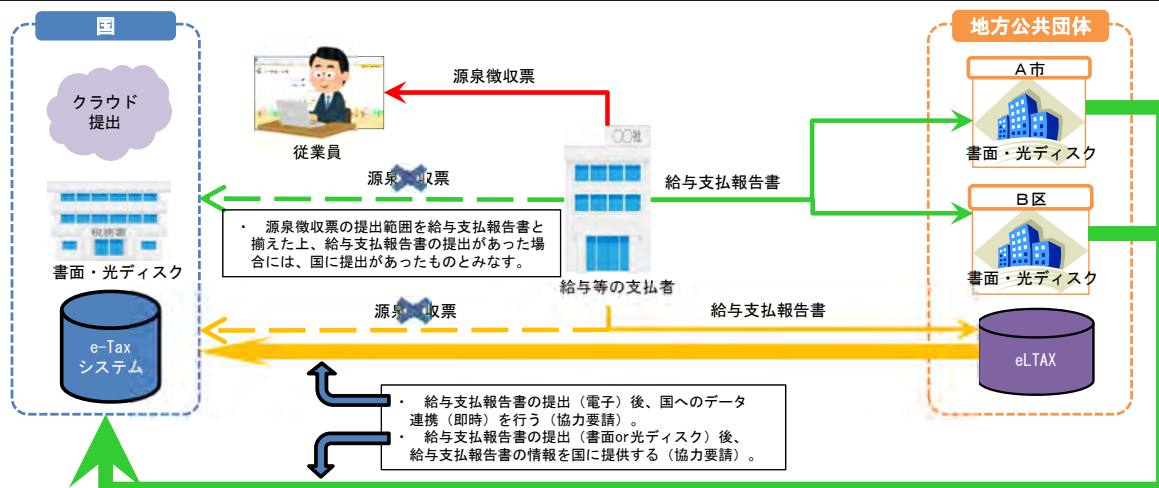 国
地方公共団体
クラウド
提出
源泉徴収票
従業員
〇〇社
A市
書面・光ディスク
源泉徴収票
給与支払報告書
B区
税務署
書面・光ディスク
・ 源泉徴収票の提出範囲を給与支払報告書と
揃えた上、給与支払報告書の提出があった場
合には、国に提出があったものとみなす。
書面・光ディスク
給与等の支払者
源泉徴収票
給与支払報告書
e-Tax
システム
eLTAX
・ 給与支払報告書の提出（電子）後、国へのデータ
連携（即時）を行う（協力要請）。
・ 給与支払報告書の提出（書面or光ディスク）後、
給与支払報告書の情報を国に提供する（協力要請）。